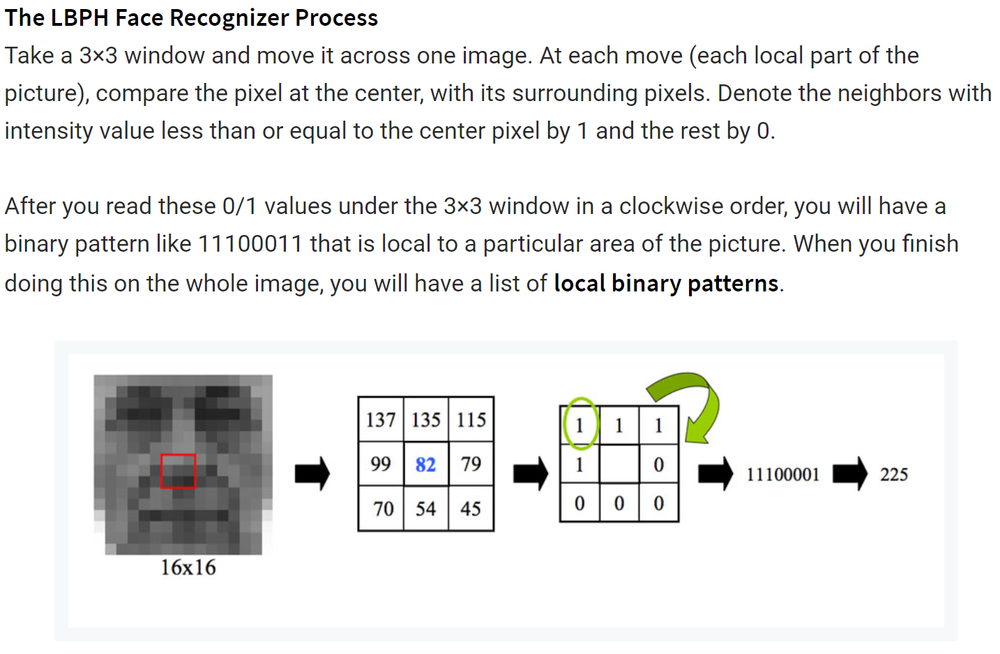 The LBPH Face Recognizer Process
Take a 3×3 window and move it across one image. At each move (each local part of the
picture), compare the pixel at the center, with its surrounding pixels. Denote the neighbors with
intensity value less than or equal to the center pixel by 1 and the rest by 0.
After you read these 0/1 values under the 3×3 window in a clockwise order, you will have a
binary pattern like 11100011 that is local to a particular area of the picture. When you finish
doing this on the whole image, you will have a list of local binary patterns.
137 135 115
99 82 79
70 54 45
1 1 1
1 0
0 0 0
11100001
225
16x16